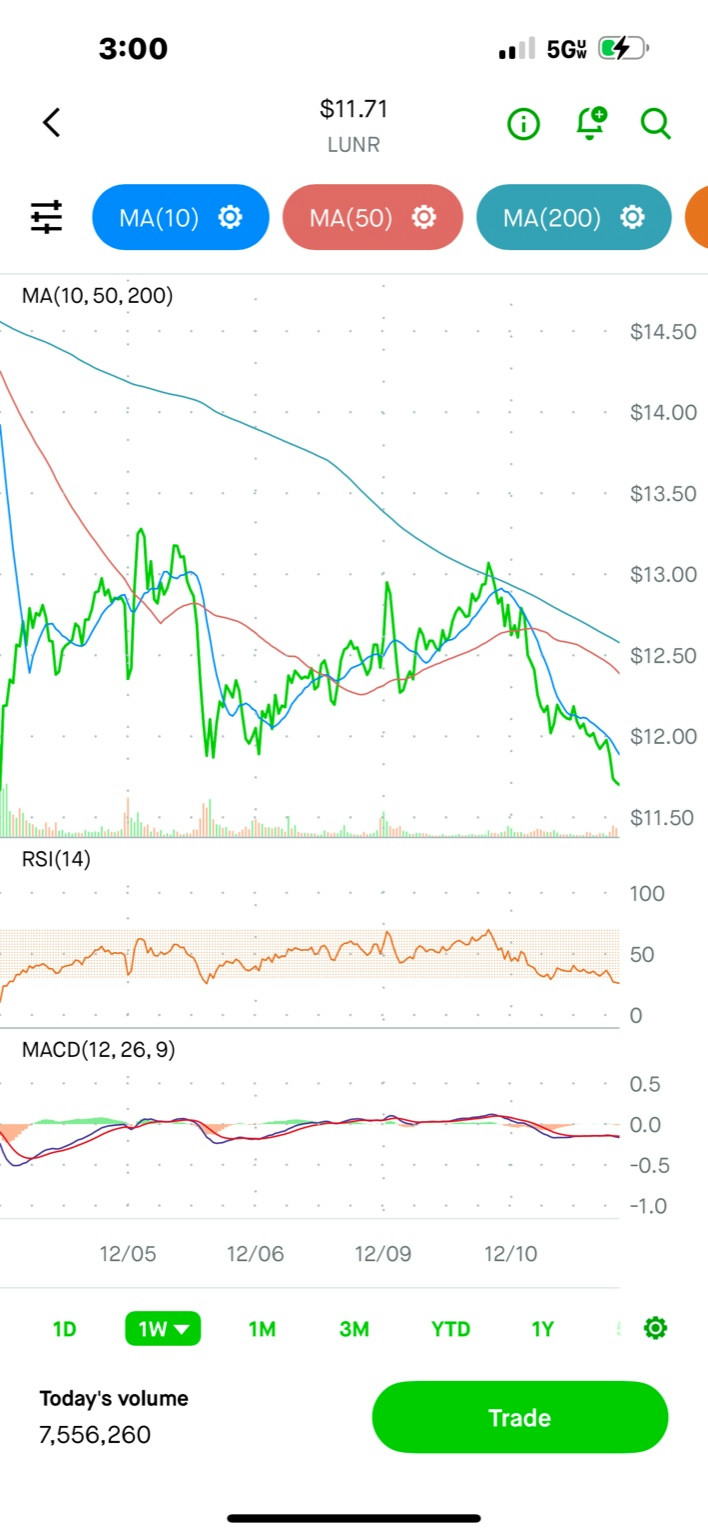 3:00
5GUW
$11.71
LUNR
MA(10)
MA(50)
MA(200)
MA(10, 50, 200)
$14.50
$14.00
$13.50
$13.00
$12.50
$12.00
$11.50
RSI(14)
100
50
0
MACD(12, 26, 9)
0.5
0.0
-0.5
-1.0
12/05
12/06
12/09
12/10
1D
1W
1M
3M
YTD
1Y
Today's volume
7,556,260
Trade